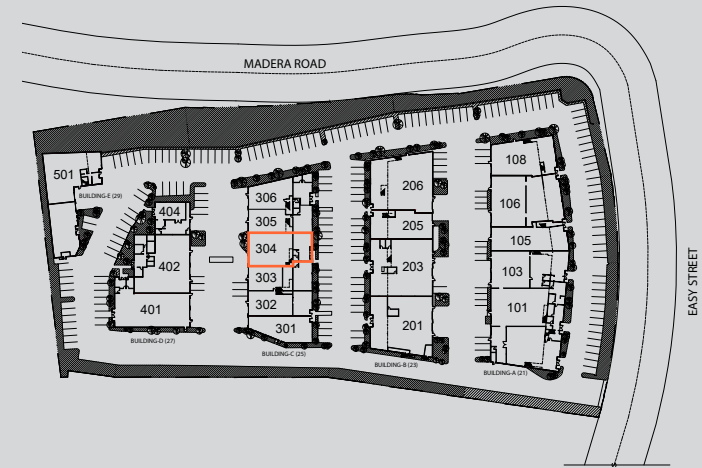 MADERA ROAD
EASY STREET
501
BUILDING-E (29)
404
402
401
BUILDING-D (27)
306
305
304
303
302
301
BUILDING-C (25)
206
205
203
201
BUILDING-B (23)
108
106
105
103
101
BUILDING-A (21)